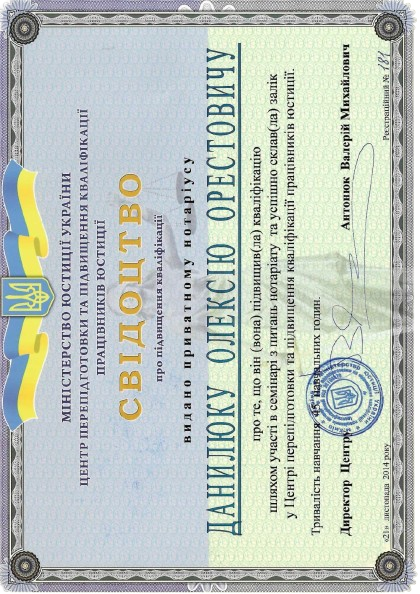 МІНІСТЕРСТВО ЮСТИЦІЇ УКРАЇНИ
ЦЕНТР ПЕРЕПІДГОТОВКИ ТА ПІДВИЩЕННЯ КВАЛІФІКАЦІЇ
ПРАЦІВНИКІВ ЮСТИЦІЇ
СВІДОЦТВО
про підвищення кваліфікації
видано приватному нотаріусу
ДАНИЛЮКУ ОЛЕКСІЮ ОРЕСТОВИЧУ
про те, що він (вона) підвищив(ла) кваліфікацію
шляхом участі в семінарі з питань нотаріату та успішно склав(ла) залік
у Центрі перепідготовки та підвищення кваліфікації працівників юстиції.
Тривалість навчання навчальних годин.
Директор Центру Антонюк Валерій Михайлович
«21» листопада 2014 року Реєстраційний № 181